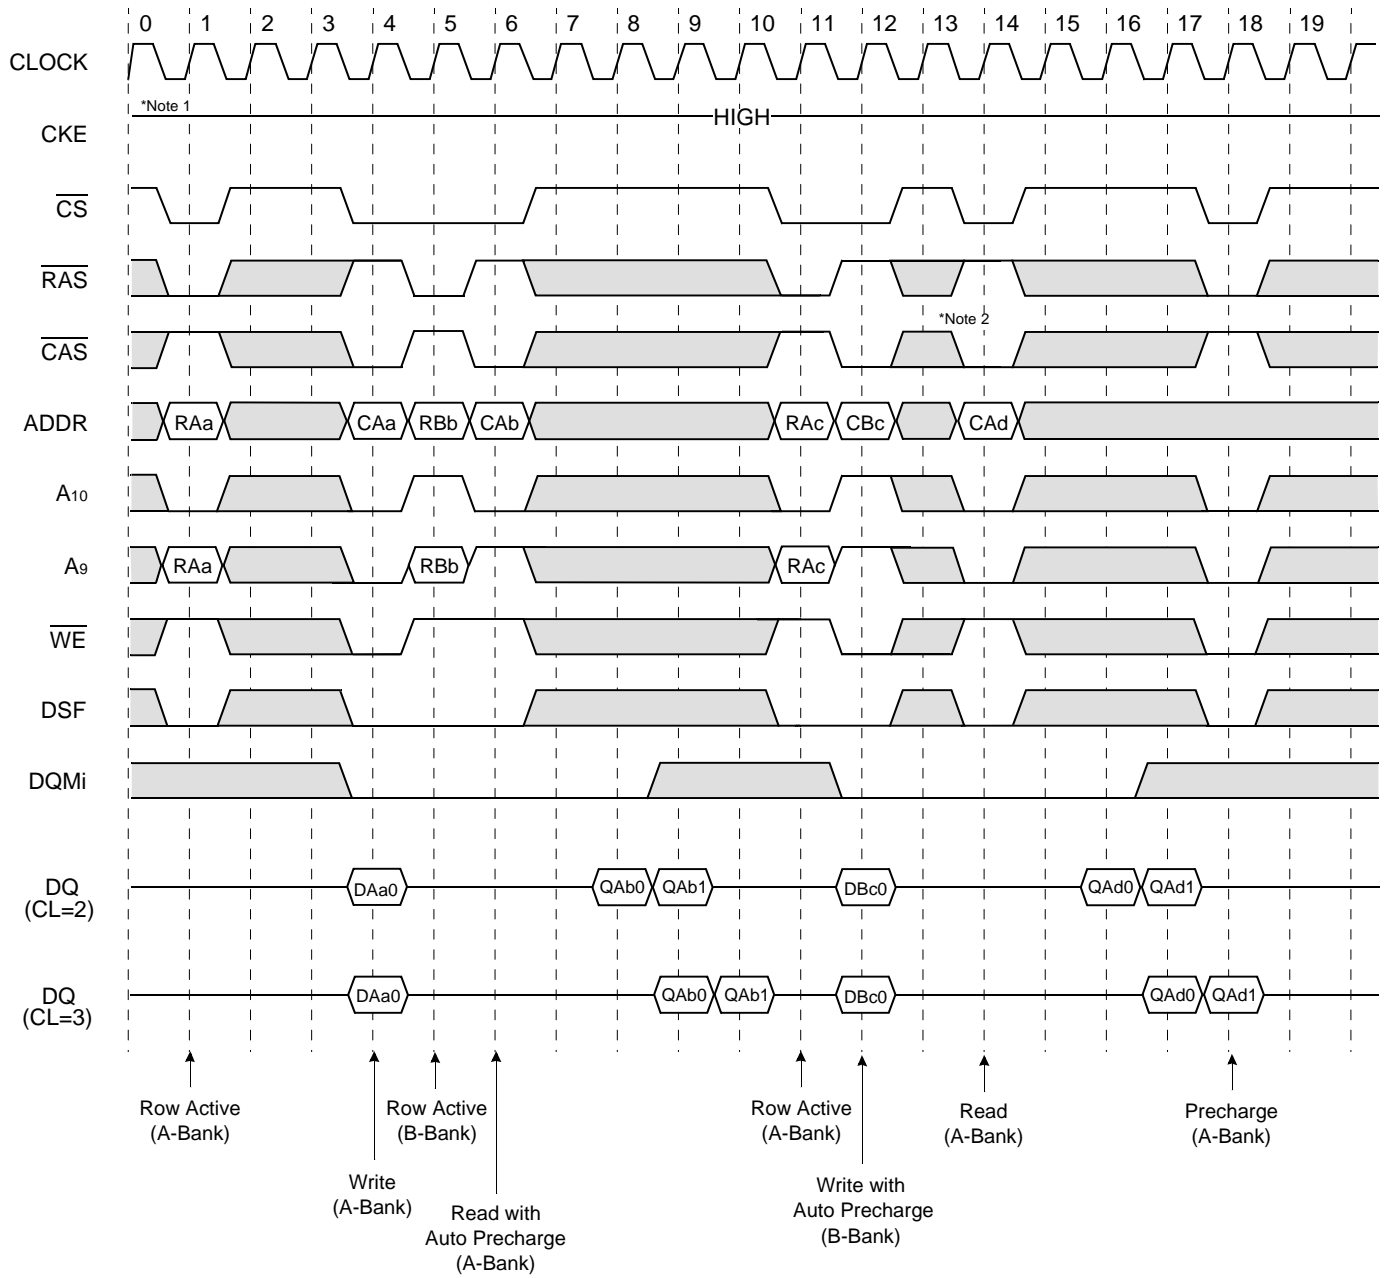 0 1 2 3 4 5 6 7 8 9 10 11 12 13 14 15 16 17 18 19
CLOCK
*Note 1
HIGH
CKE
CS
RAS
*Note 2
CAS
ADDR RAa CAa RBb CAb RAc CBc CAd
A10
A9 RAa RBb RAc
WE
DSF
DQMi
DQ
(CL=2)
DAa0 QAb0 QAb1 DBc0 QAd0 QAd1
DQ
(CL=3)
DAa0 QAb0 QAb1 DBc0 QAd0 QAd1
Row Active
(A-Bank)
Write
(A-Bank)
Row Active
(B-Bank)
Read with
Auto Precharge
(A-Bank)
Row Active
(A-Bank)
Write with
Auto Precharge
(B-Bank)
Read
(A-Bank)
Precharge
(A-Bank)